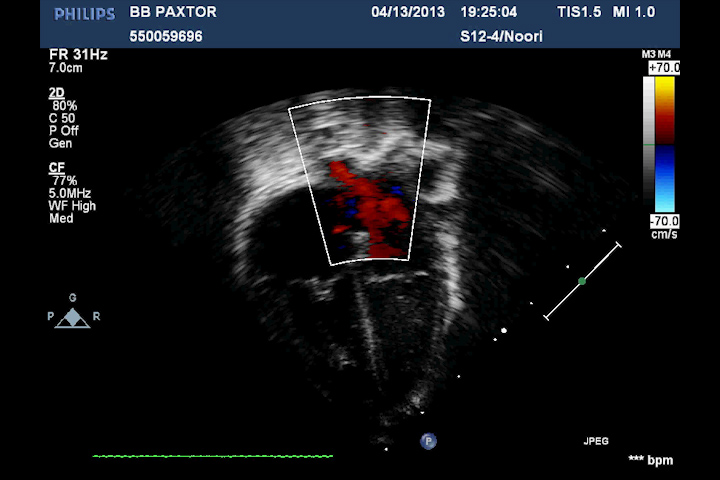 PHILIPS BB PAXTOR 04/13/2013 19:25:04 TIS1.5 MI 1.0
550059696 S12-4/Noori
FR 31Hz
7.0cm
M3 M4
+70.0
2D
80%
C 50
P Off
Gen
CF
77%
5.0MHz
WF High
Med
-70.0
cm/s
G
P R
P
JPEG
*** bpm